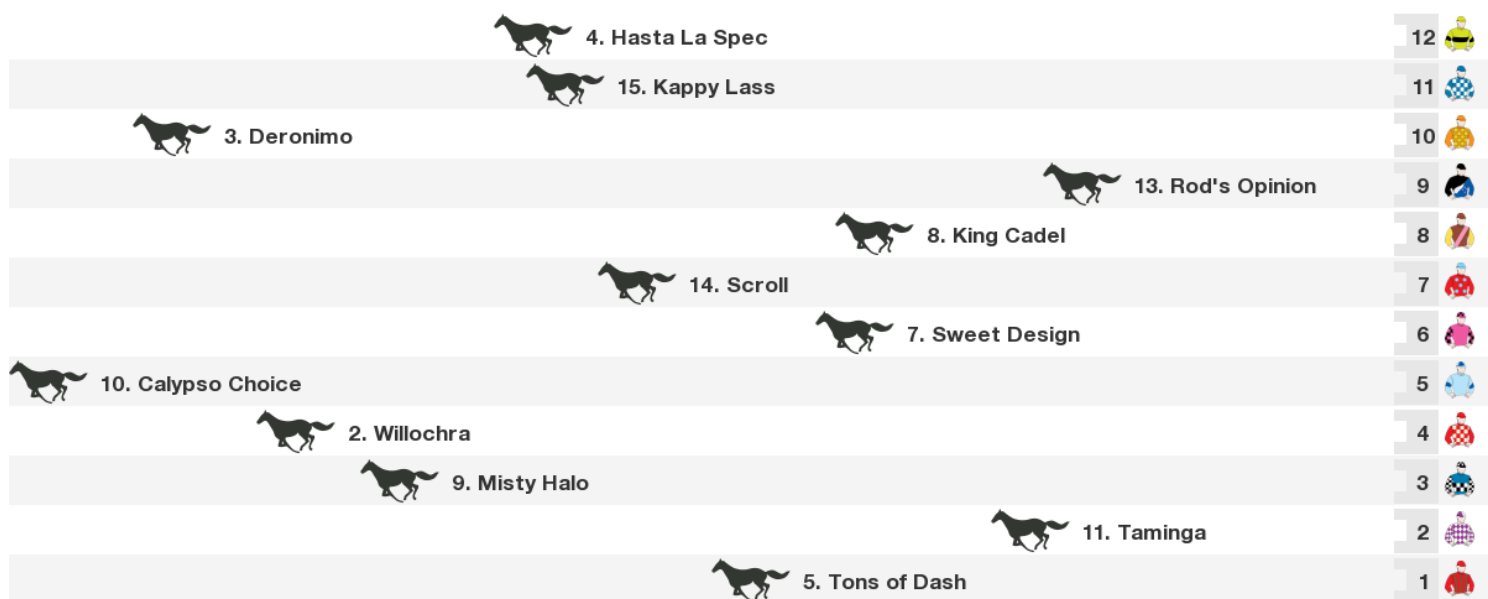 4. Hasta La Spec 12
15. Kappy Lass 11
3. Deronimo 10
13. Rod's Opinion 9
8. King Cadel 8
14. Scroll 7
7. Sweet Design 6
10. Calypso Choice 5
2. Willochra 4
9. Misty Halo 3
11. Taminga 2
5. Tons of Dash 1